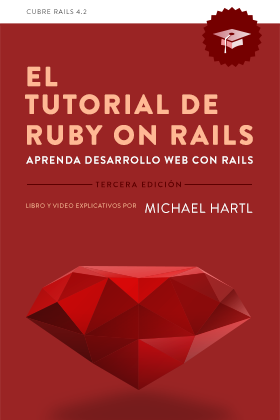 CUBRE RAILS 4.2
EL
TUTORIAL DE
RUBY ON RAILS
APRENDA DESARROLLO WEB CON RAILS
TERCERA EDICIÓN
LIBRO Y VIDEO EXPLICATIVOS POR MICHAEL HARTL